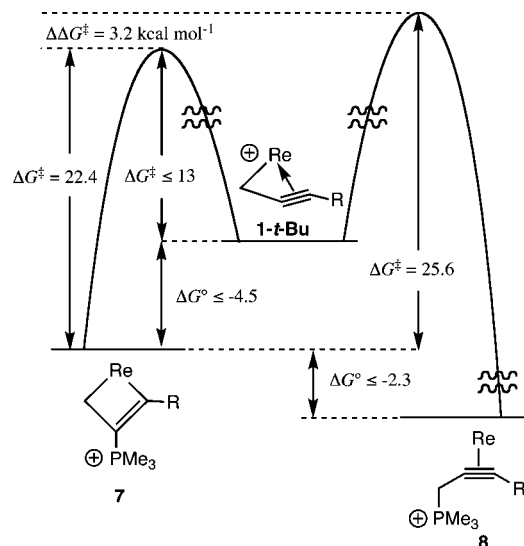 ΔΔG‡ = 3.2 kcal mol⁻¹
ΔG‡ = 22.4
ΔG‡ ≤ 13
⊕ Re
R
1-t-Bu
ΔG‡ = 25.6
ΔG° ≤ -4.5
ΔG° ≤ -2.3
Re
R
⊕ PMe₃
7
Re
R
⊕ PMe₃
8